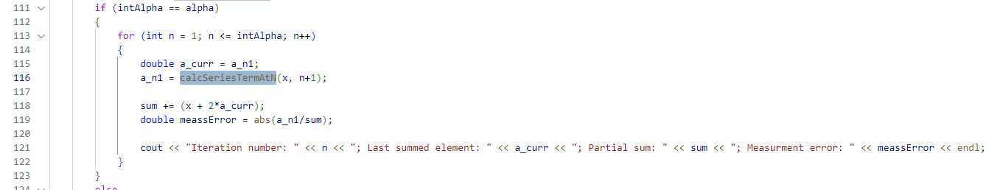 111 if (intAlpha == alpha)
112 {
113 for (int n = 1; n <= intAlpha; n++)
114 {
115 double a_curr = a_n1;
116 a_n1 = calcSeriesTermAtN(x, n+1);
117
118 sum += (x + 2*a_curr);
119 double meassError = abs(a_n1/sum);
120
121 cout << "Iteration number: " << n << "; Last summed element: " << a_curr << "; Partial sum: " << sum << "; Measurment error: " << meassError << endl;
122 }
123 }
124 else